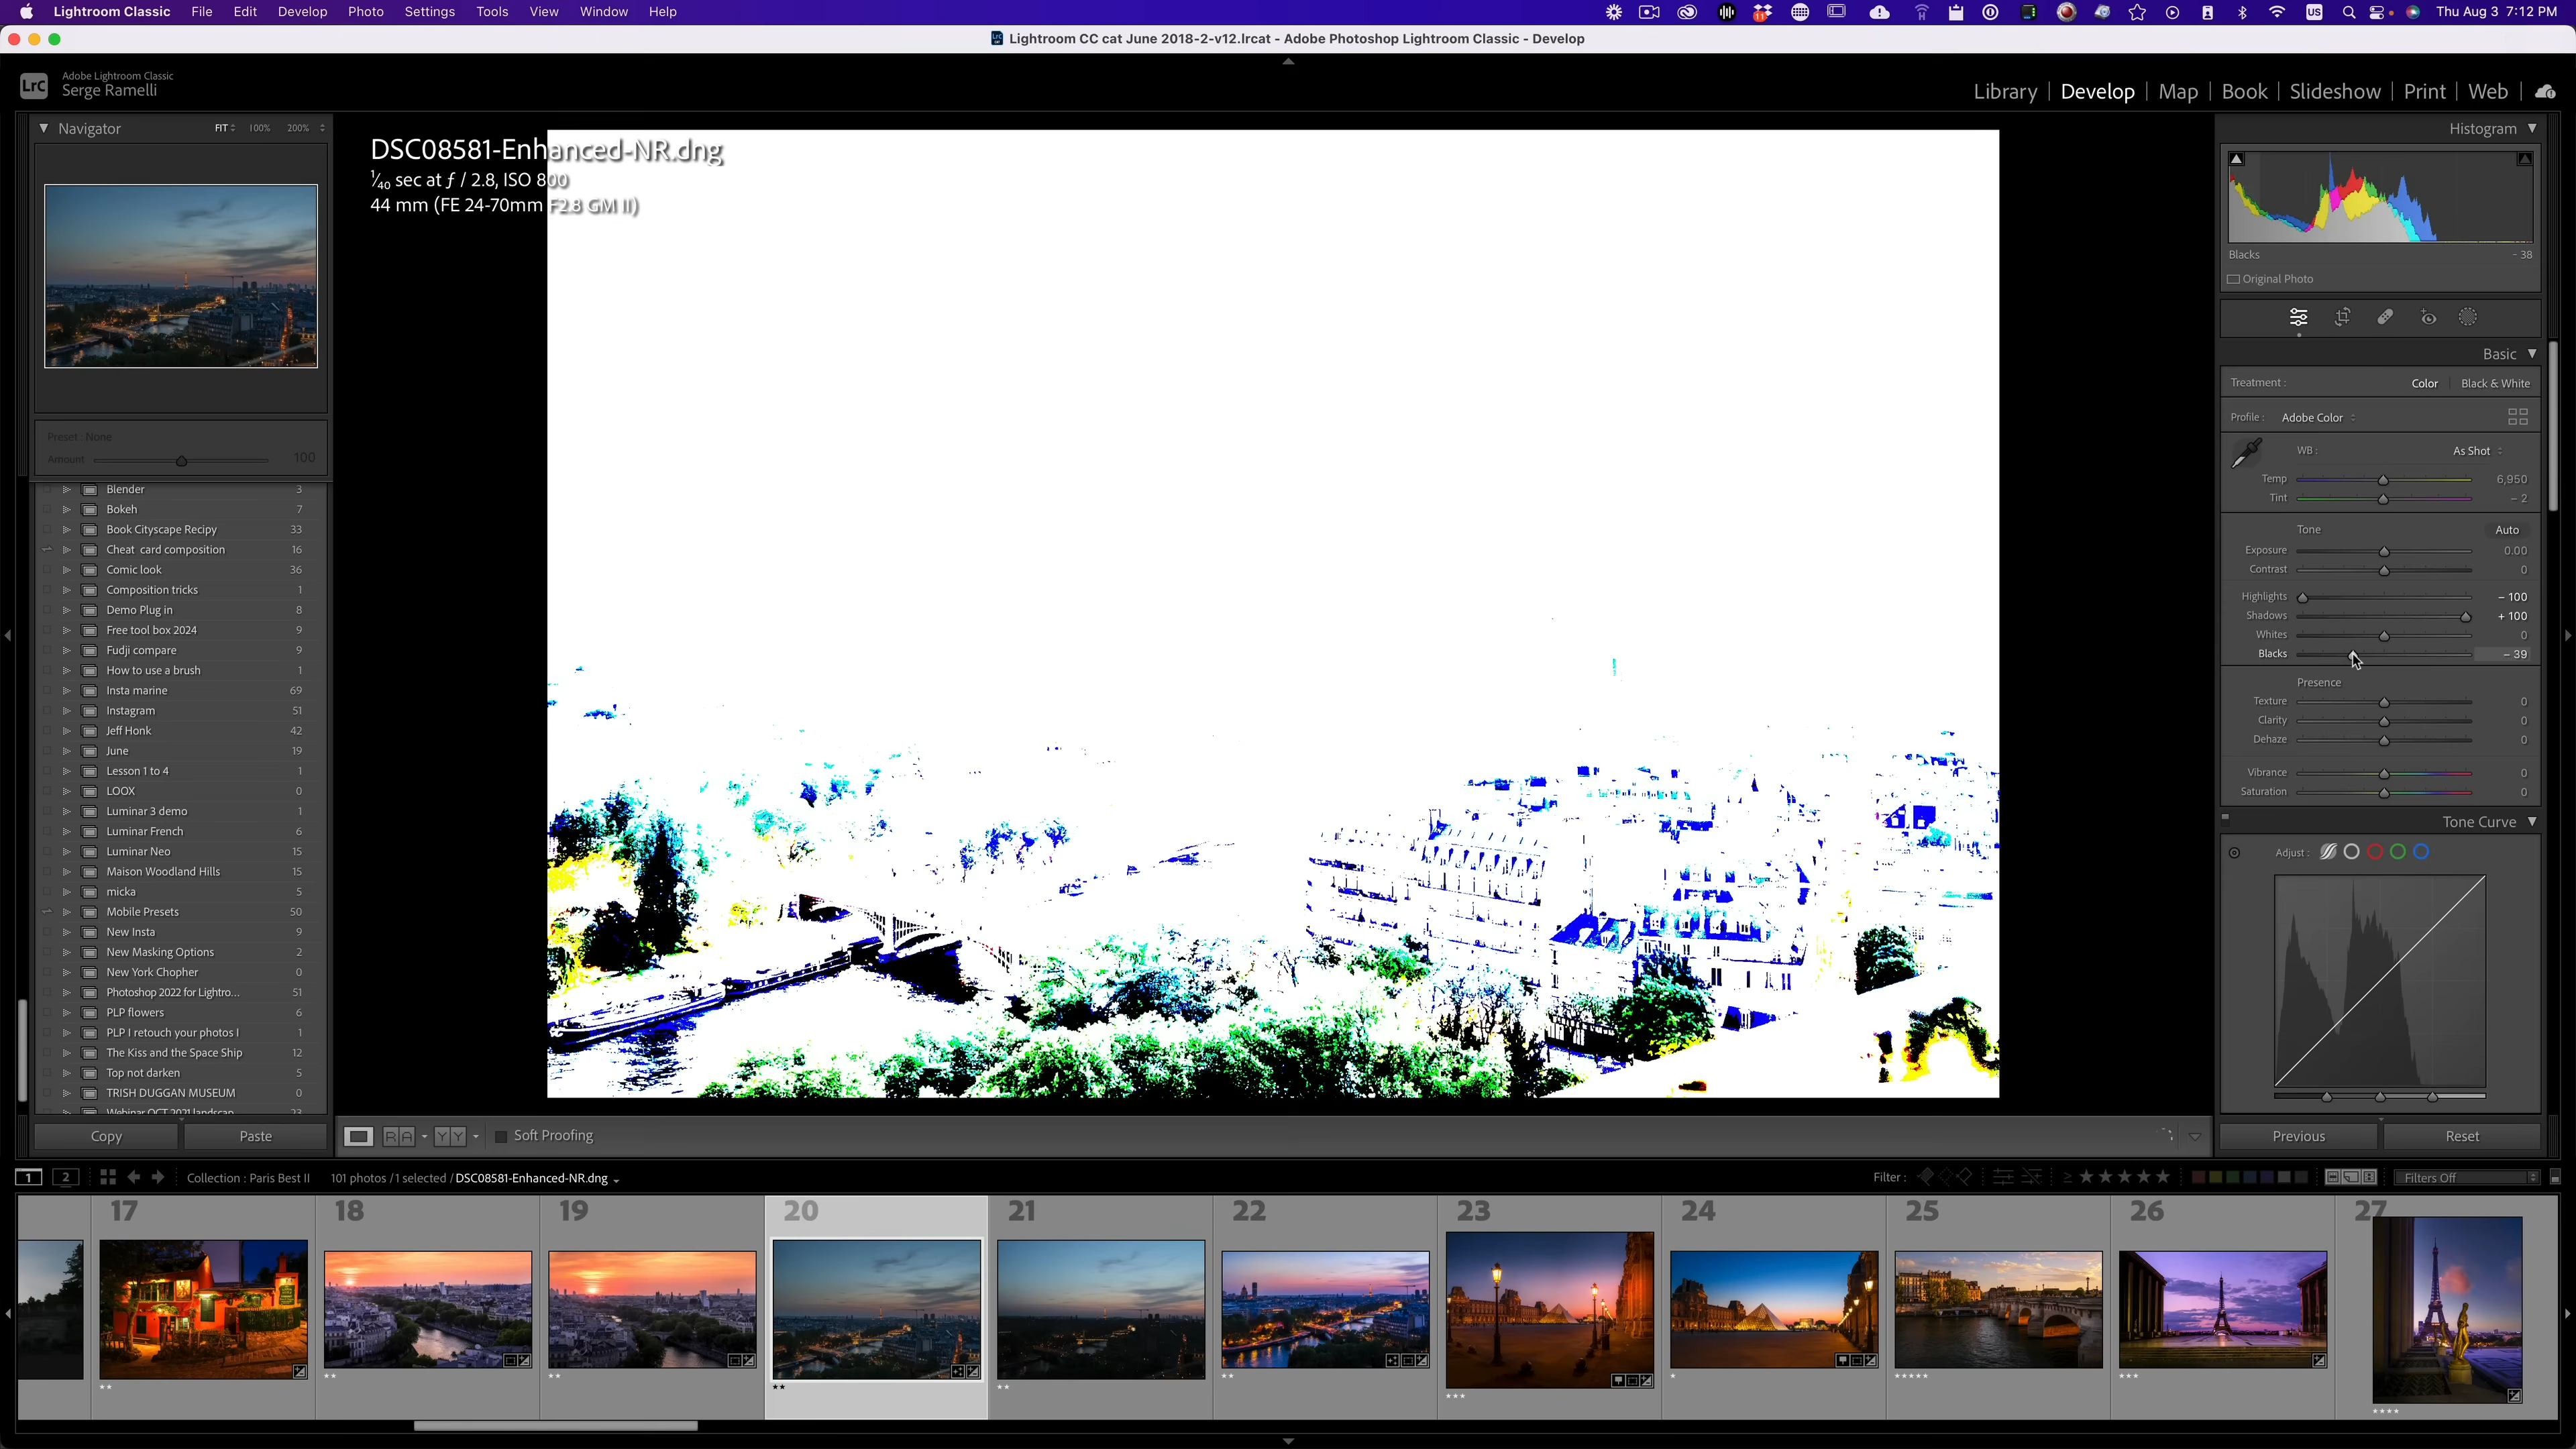 Lightroom Classic File Edit Develop Photo Settings Tools View Window Help
11 US Thu Aug 3 7:12 PM
Lightroom CC cat June 2018-2-v12.lrcat - Adobe Photoshop Lightroom Classic - Develop
LrC
Adobe Lightroom Classic
Serge Ramelli
Library | Develop | Map | Book | Slideshow | Print | Web
Navigator FIT 100% 200%
DSC08581-Enhanced-NR.dng
1/40 sec at ƒ / 2.8, ISO 800
44 mm (FE 24-70mm F2.8 GM II)
Preset : None
Amount 100
Blender 3
Bokeh 7
Book Cityscape Recipy 33
Cheat card composition 16
Comic look 36
Composition tricks 1
Demo Plug in 8
Free tool box 2024 9
Fudji compare 9
How to use a brush 1
Insta marine 69
Instagram 51
Jeff Honk 42
June 19
Lesson 1 to 4 1
LOOX 0
Luminar 3 demo 1
Luminar French 6
Luminar Neo 15
Maison Woodland Hills 15
micka 5
Mobile Presets 50
New Insta 9
New Masking Options 2
New York Chopher 0
Photoshop 2022 for Lightro... 51
PLP flowers 6
PLP I retouch your photos I 1
The Kiss and the Space Ship 12
Top not darken 5
TRISH DUGGAN MUSEUM 0
Webinar OCT 2021 landscap 23
Copy Paste
Histogram
Blacks - 38
Original Photo
Basic
Treatment : Color Black & White
Profile : Adobe Color
WB : As Shot
Temp 6,950
Tint - 2
Tone Auto
Exposure 0.00
Contrast 0
Highlights - 100
Shadows + 100
Whites 0
Blacks - 39
Presence
Texture 0
Clarity 0
Dehaze 0
Vibrance 0
Saturation 0
Tone Curve
Adjust :
Previous Reset
R A Y Y Soft Proofing
1 2 Collection : Paris Best II 101 photos / 1 selected / DSC08581-Enhanced-NR.dng Filter : ≥ ★★★★★ Filters Off
17 18 19 20 21 22 23 24 25 26 27